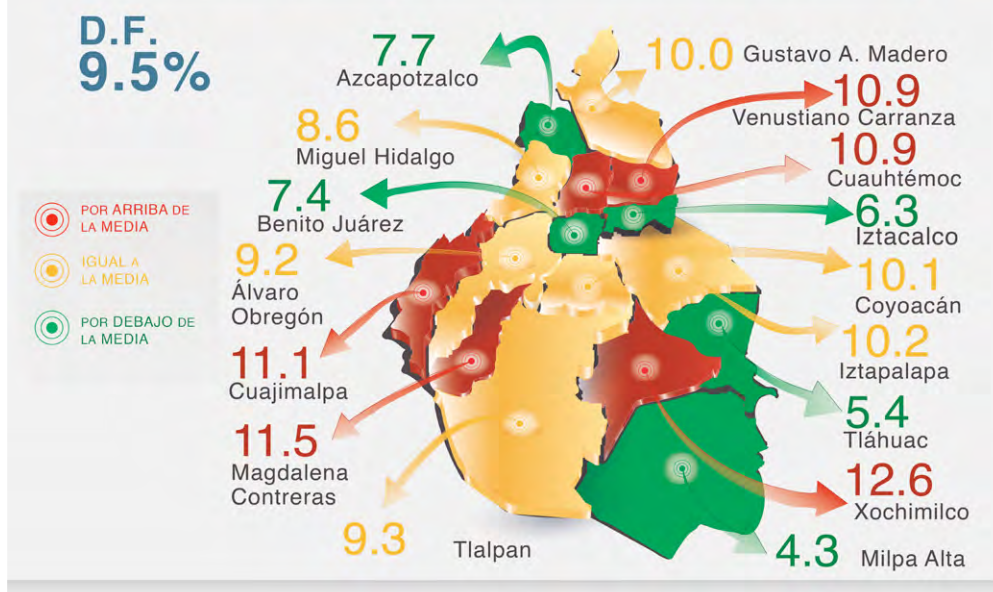 D.F.
9.5%
7.7
Azcapotzalco
10.0 Gustavo A. Madero
10.9
Venustiano Carranza
8.6
Miguel Hidalgo
10.9
Cuauhtémoc
7.4
Benito Juárez
6.3
Iztacalco
POR ARRIBA DE
LA MEDIA
IGUAL A
LA MEDIA
POR DEBAJO DE
LA MEDIA
9.2
Álvaro
Obregón
10.1
Coyoacán
10.2
Iztapalapa
11.1
Cuajimalpa
5.4
Tláhuac
11.5
Magdalena
Contreras
12.6
Xochimilco
9.3 Tlalpan
4.3 Milpa Alta